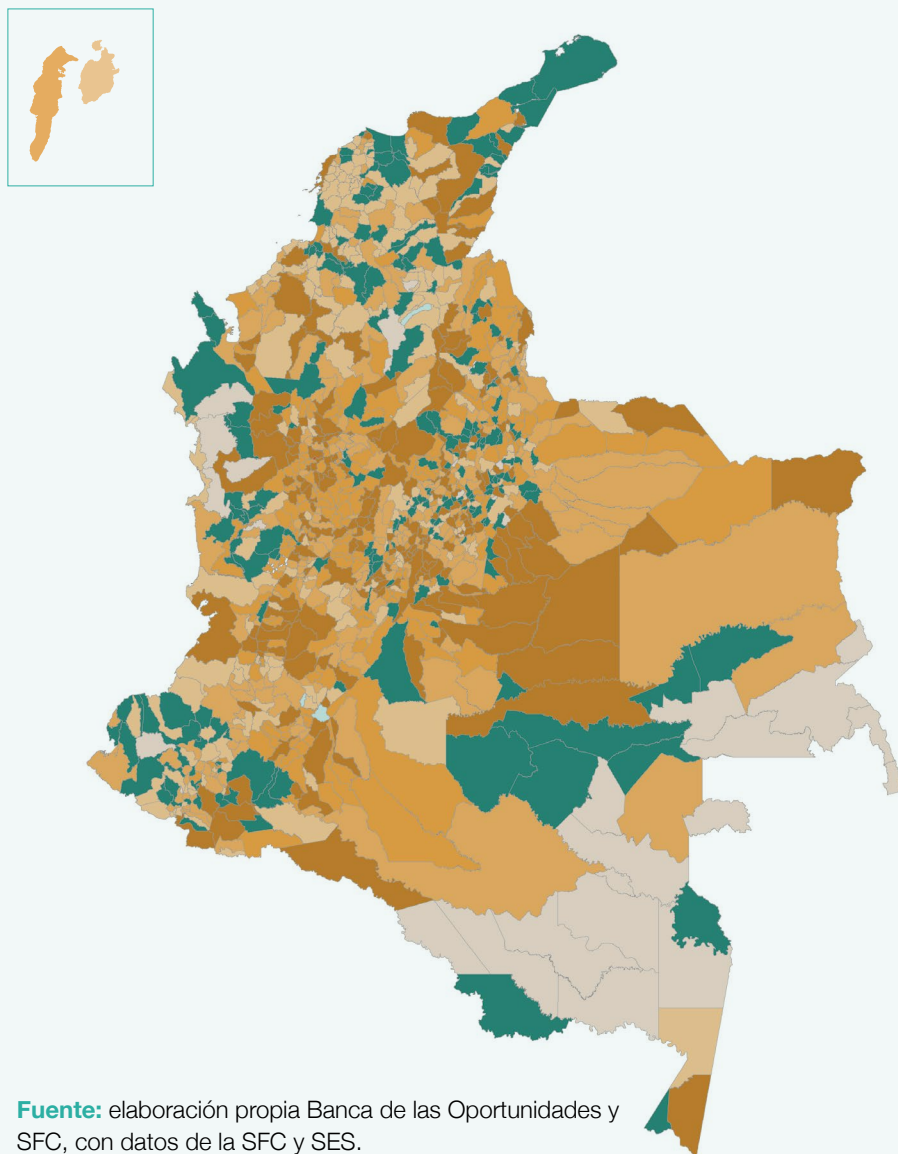 Fuente: elaboración propia Banca de las Oportunidades y
SFC, con datos de la SFC y SES.